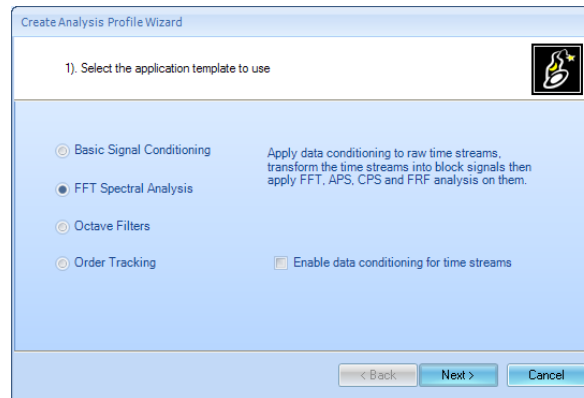 Create Analysis Profile Wizard
1). Select the application template to use
Basic Signal Conditioning
Apply data conditioning to raw time streams,
transform the time streams into block signals then
apply FFT, APS, CPS and FRF analysis on them.
FFT Spectral Analysis
Octave Filters
Order Tracking
Enable data conditioning for time streams
< Back
Next >
Cancel